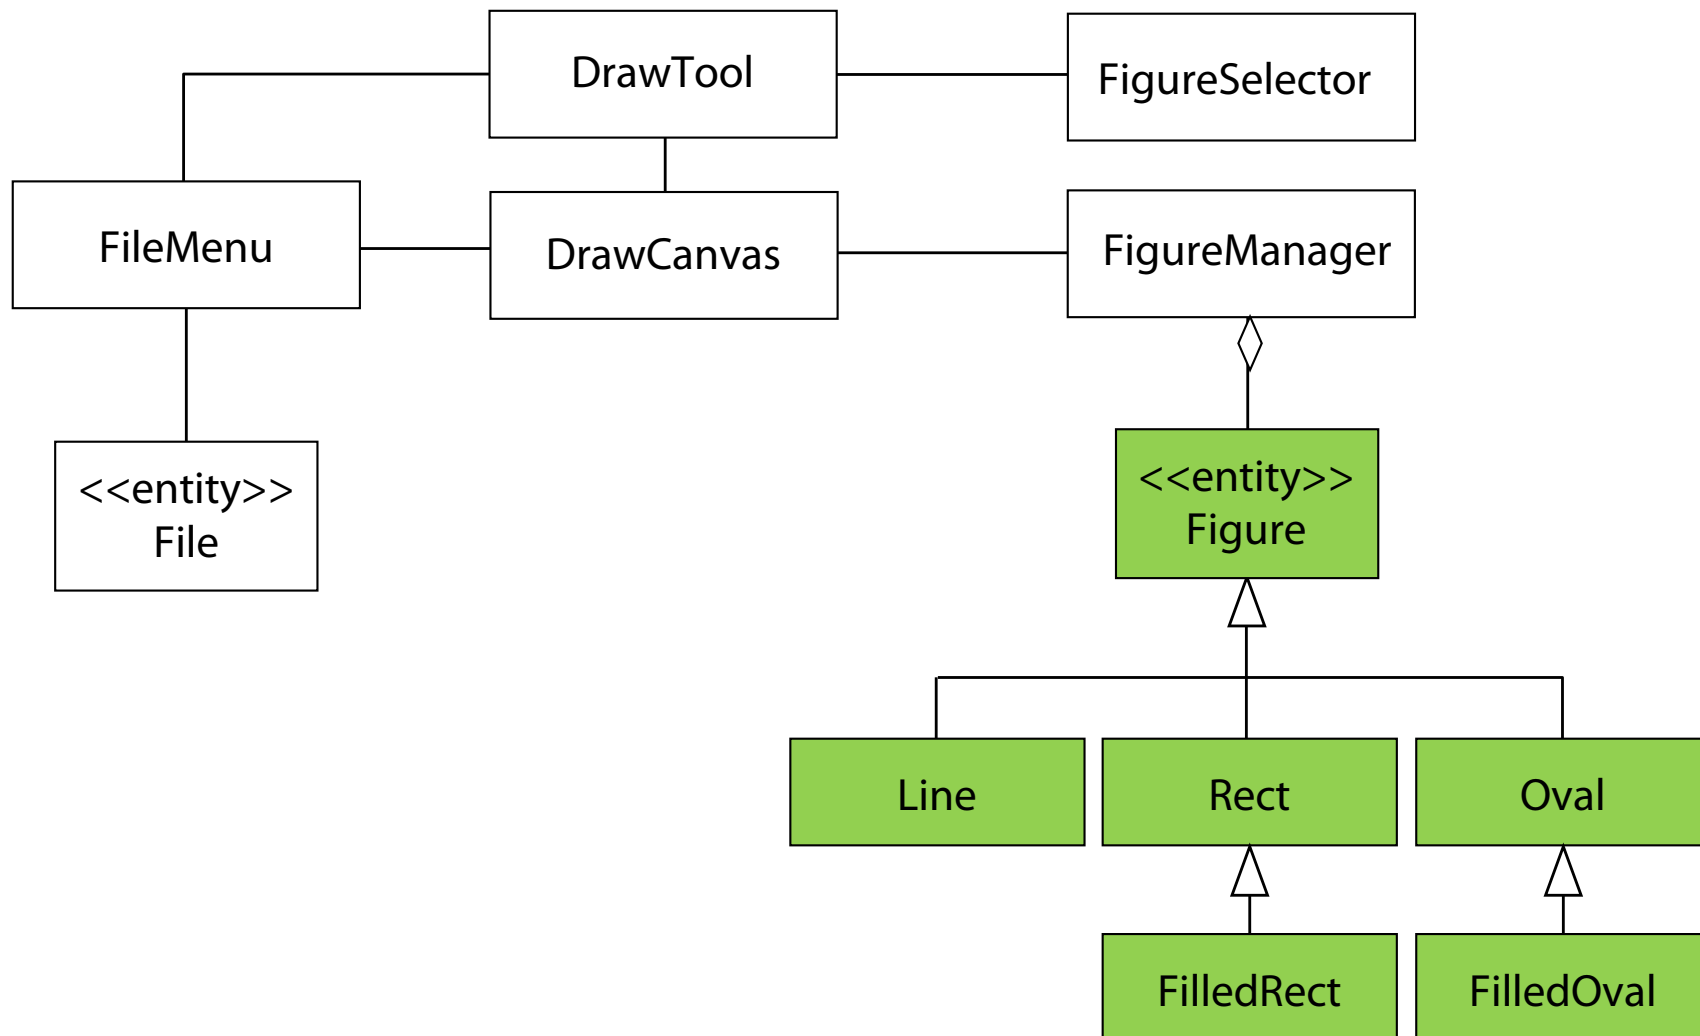 DrawTool
FigureSelector
FileMenu
DrawCanvas
FigureManager
<<entity>>
File
<<entity>>
Figure
Line
Rect
Oval
FilledRect
FilledOval